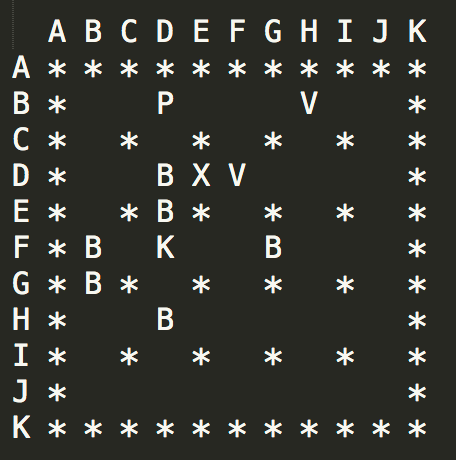 A B C D E F G H I J K
A * * * * * * * * * * *
B *     P       V     *
C *   *   *   *   *   *
D *     B X V         *
E *   * B *   *   *   *
F * B   K     B       *
G * B *   *   *   *   *
H *     B             *
I *   *   *   *   *   *
J *                   *
K * * * * * * * * * * *